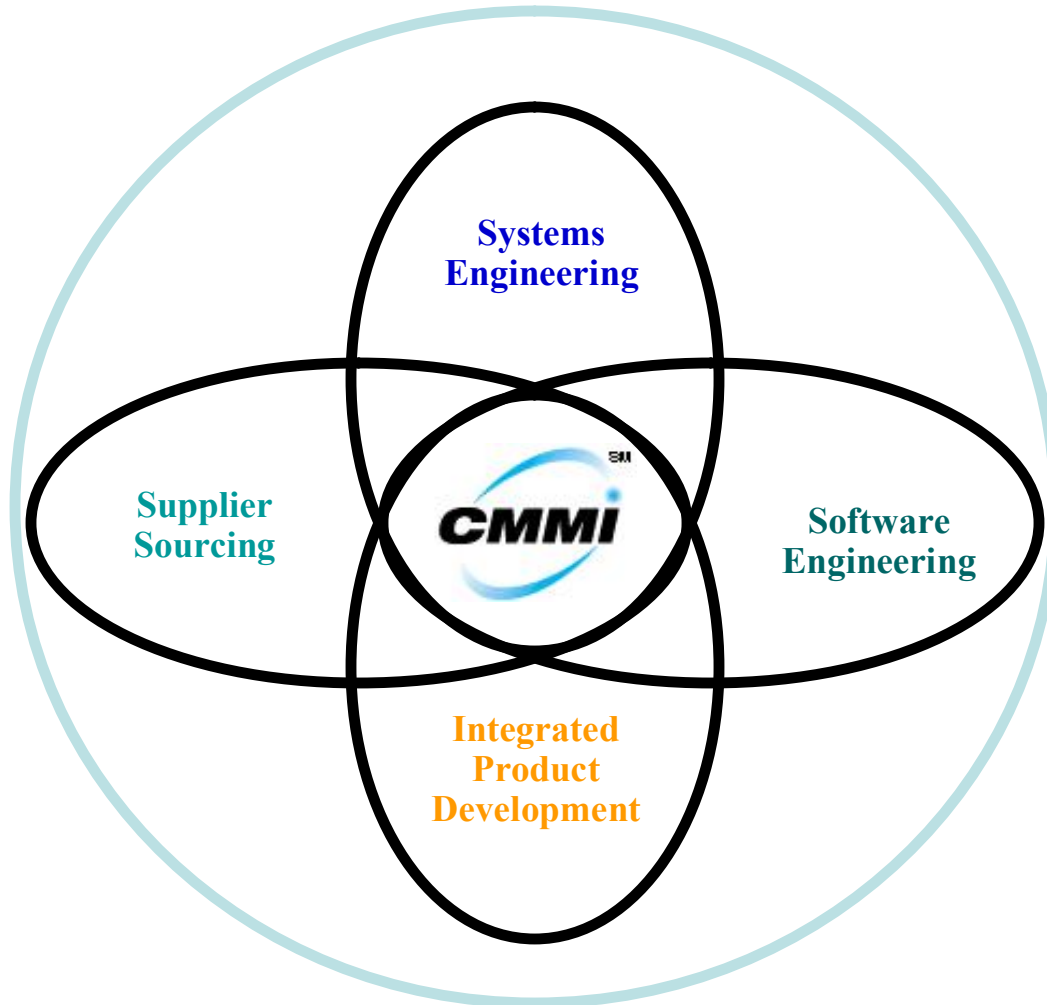 Systems
Engineering
Supplier
Sourcing
SM
CMMI
Software
Engineering
Integrated
Product
Development